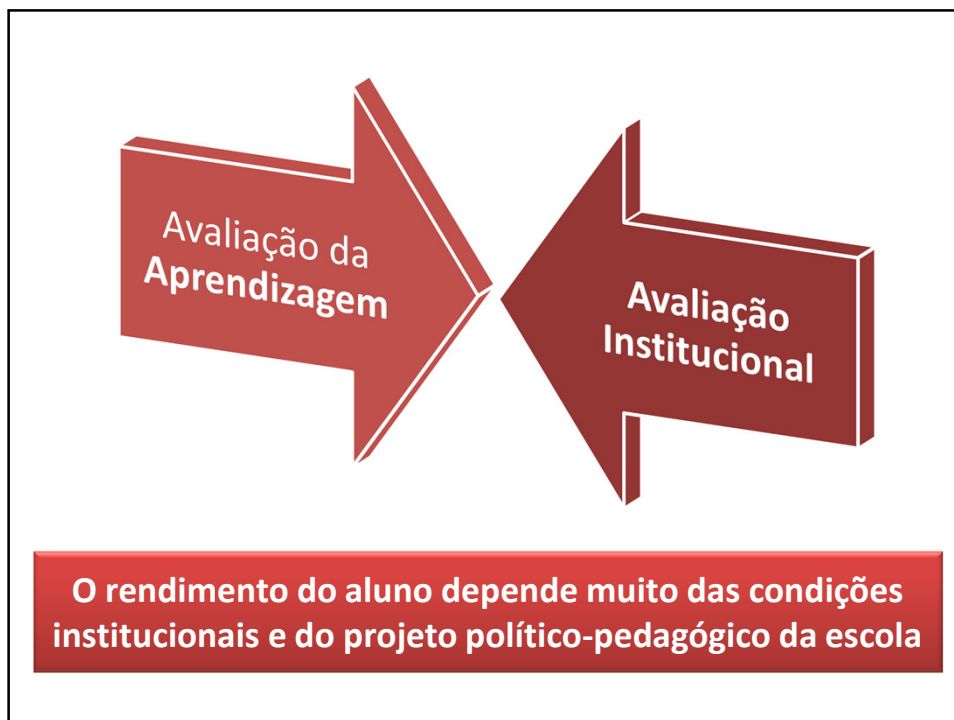 Avaliação da
Aprendizagem
Avaliação
Institucional
O rendimento do aluno depende muito das condições
institucionais e do projeto político-pedagógico da escola